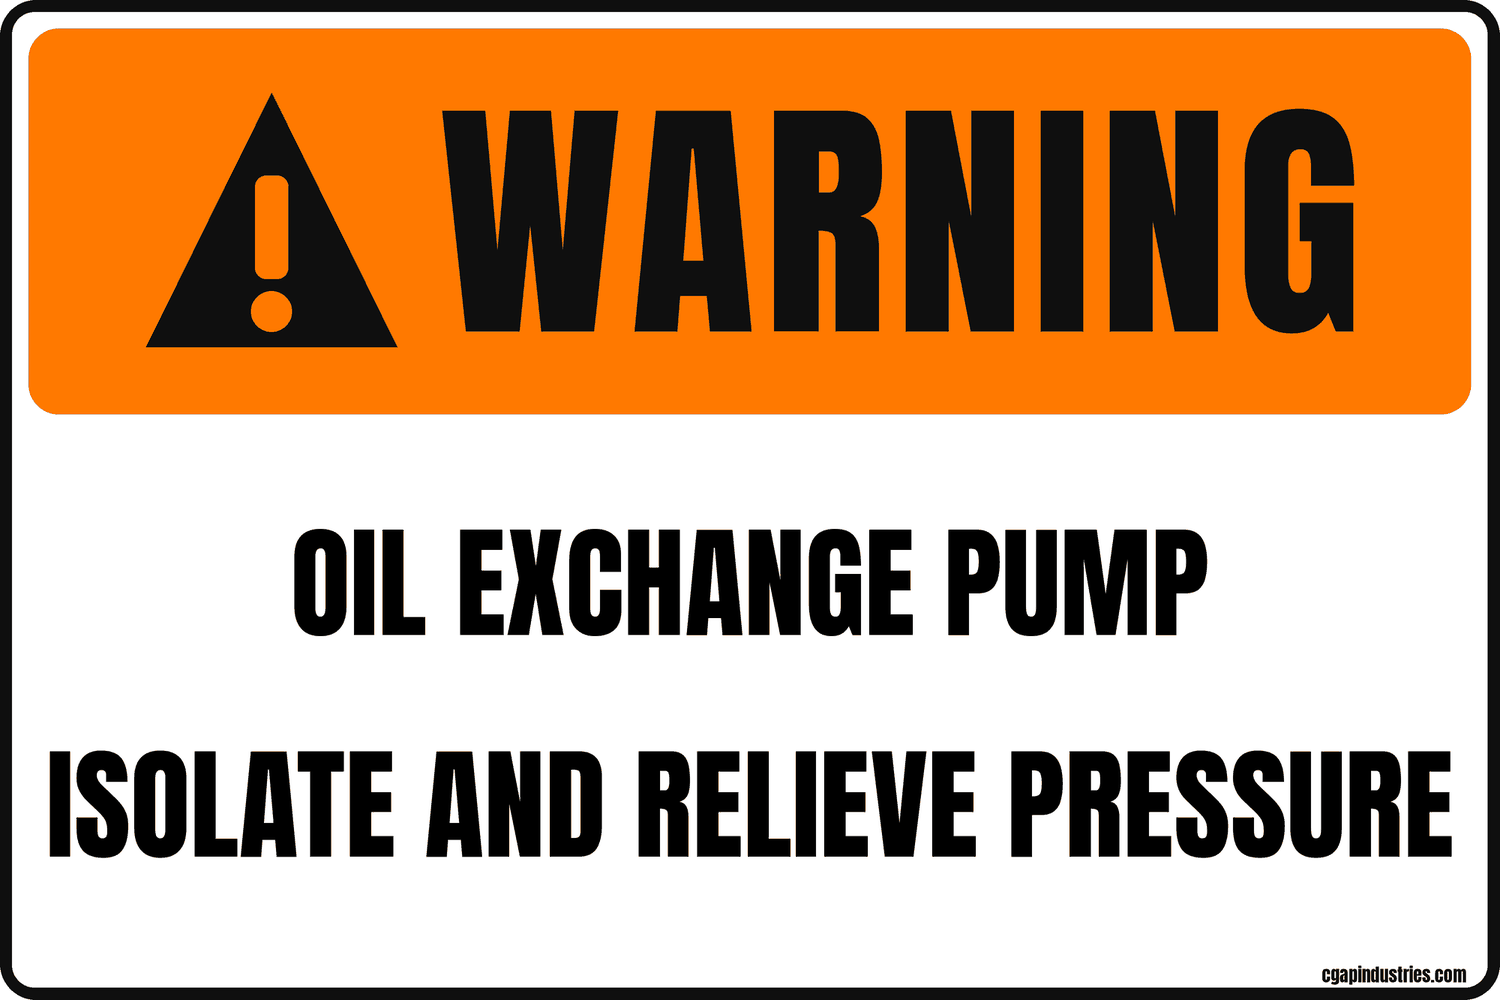 WARNING
OIL EXCHANGE PUMP
ISOLATE AND RELIEVE PRESSURE
cgapindustries.com